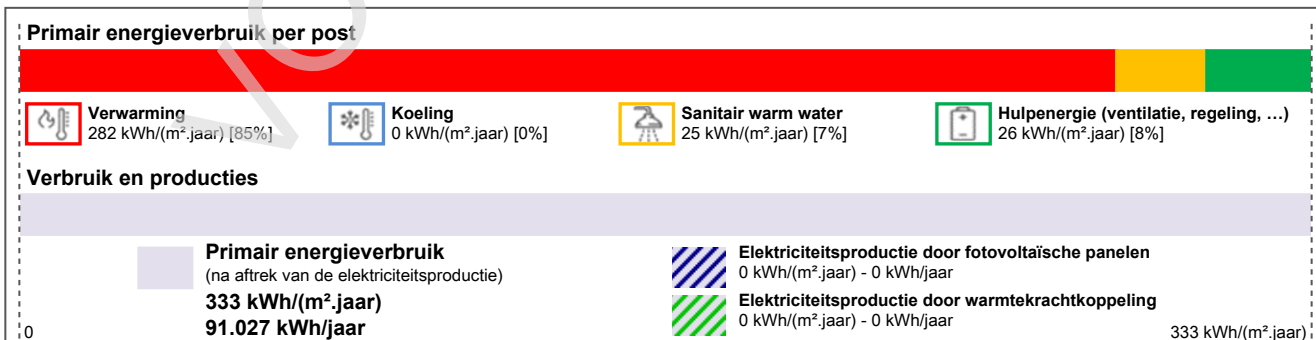 Primair energieverbruik per post
Verwarming
282 kWh/(m².jaar) [85%]
Koeling
0 kWh/(m².jaar) [0%]
Sanitair warm water
25 kWh/(m².jaar) [7%]
Hulpenergie (ventilatie, regeling, …)
26 kWh/(m².jaar) [8%]
Verbruik en producties
Primair energieverbruik
(na aftrek van de elektriciteitsproductie)
333 kWh/(m².jaar)
91.027 kWh/jaar
Elektriciteitsproductie door fotovoltaïsche panelen
0 kWh/(m².jaar) - 0 kWh/jaar
Elektriciteitsproductie door warmtekrachtkoppeling
0 kWh/(m².jaar) - 0 kWh/jaar
0
333 kWh/(m².jaar)